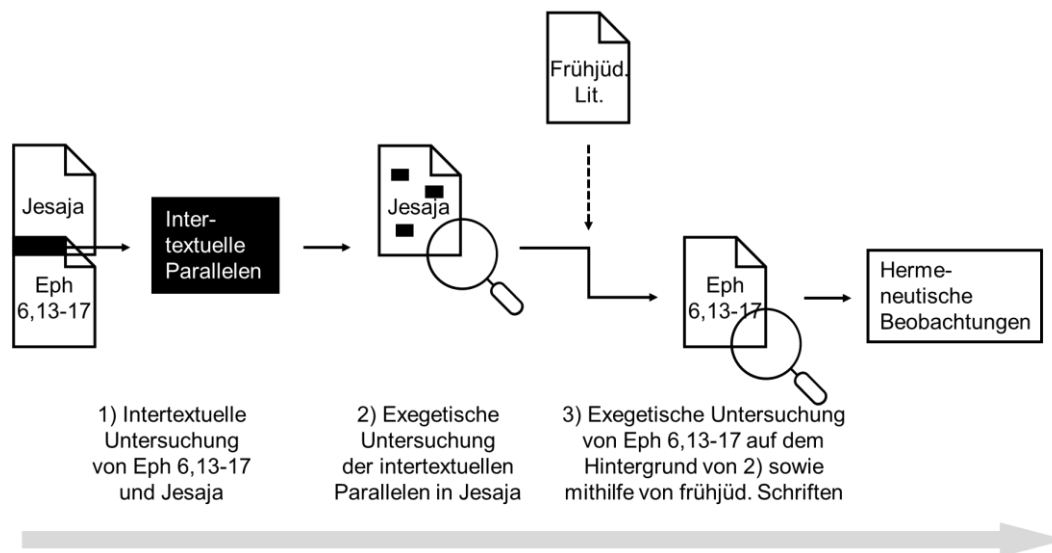 Frühjüd.
Lit.
Jesaja
Eph
6,13-17
Inter-
textuelle
Parallelen
Jesaja
Eph
6,13-17
Herme-
neutische
Beobachtungen
1) Intertextuelle
Untersuchung
von Eph 6,13-17
und Jesaja
2) Exegetische
Untersuchung
der intertextuellen
Parallelen in Jesaja
3) Exegetische Untersuchung
von Eph 6,13-17 auf dem
Hintergrund von 2) sowie
mithilfe von frühjüd. Schriften